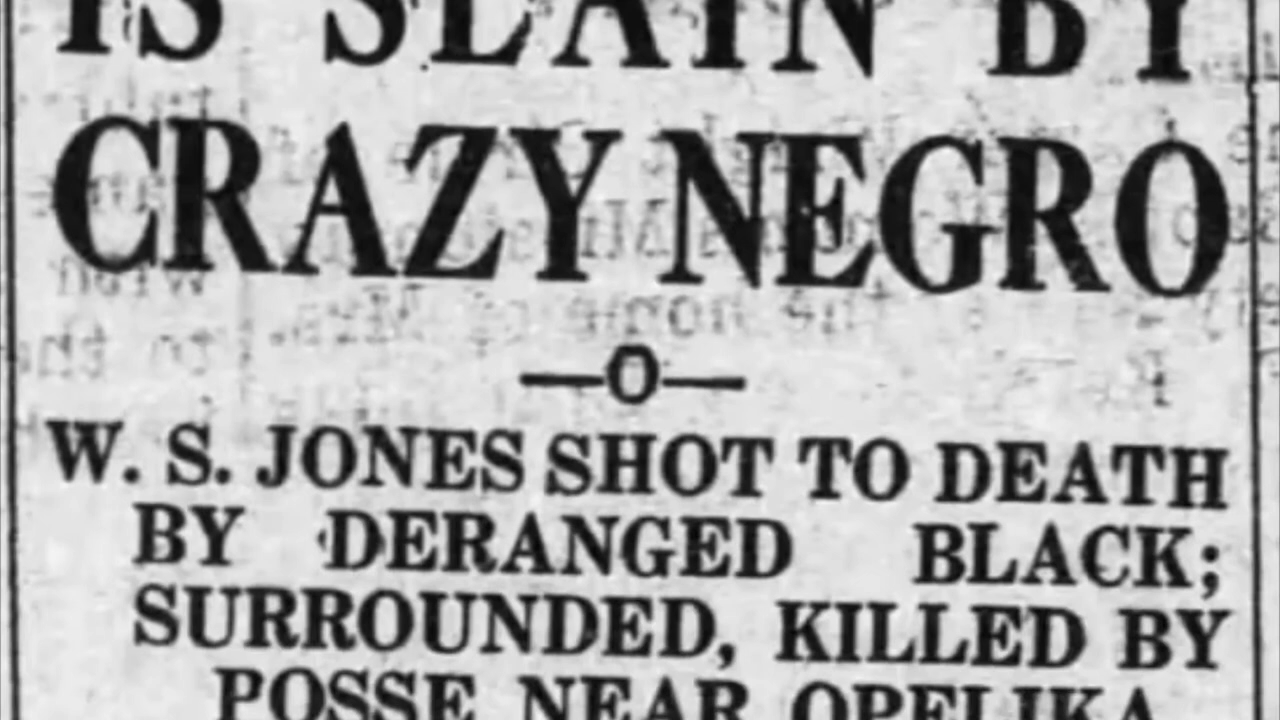 IS SLAIN BY
CRAZY NEGRO
—O—
W. S. JONES SHOT TO DEATH
BY DERANGED BLACK;
SURROUNDED, KILLED BY
POSSE NEAR OPELIKA